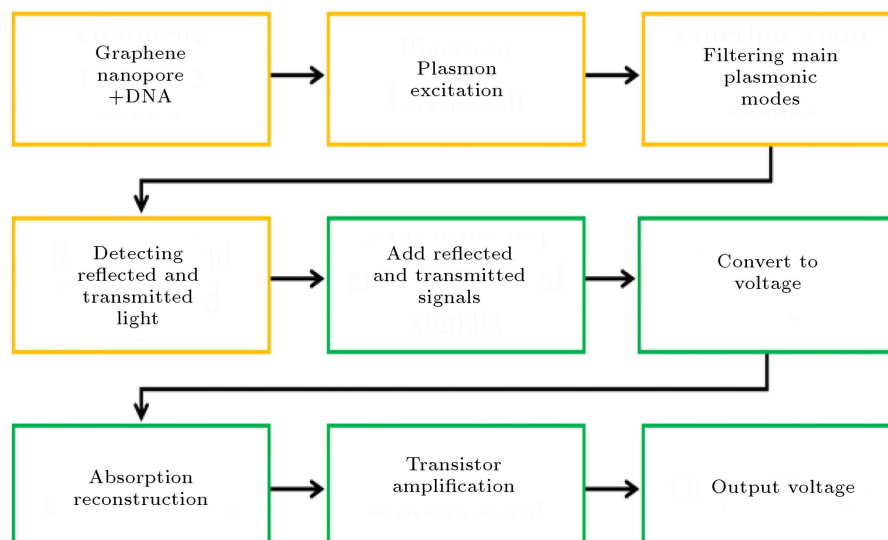 Graphene
nanopore
+DNA
Plasmon
excitation
Filtering main
plasmonic
modes
Detecting
reflected and
transmitted
light
Add reflected
and transmitted
signals
Convert to
voltage
Absorption
reconstruction
Transistor
amplification
Output voltage